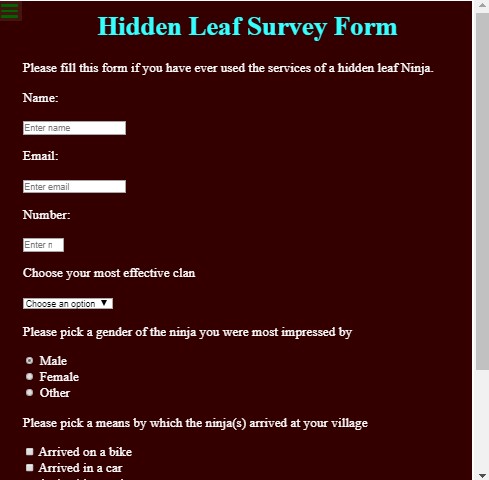 Hidden Leaf Survey Form
Please fill this form if you have ever used the services of a hidden leaf Ninja.
Name:
Enter name
Email:
Enter email
Number:
Enter
Choose your most effective clan
Choose an option
Please pick a gender of the ninja you were most impressed by
Male
Female
Other
Please pick a means by which the ninja(s) arrived at your village
Arrived on a bike
Arrived in a car